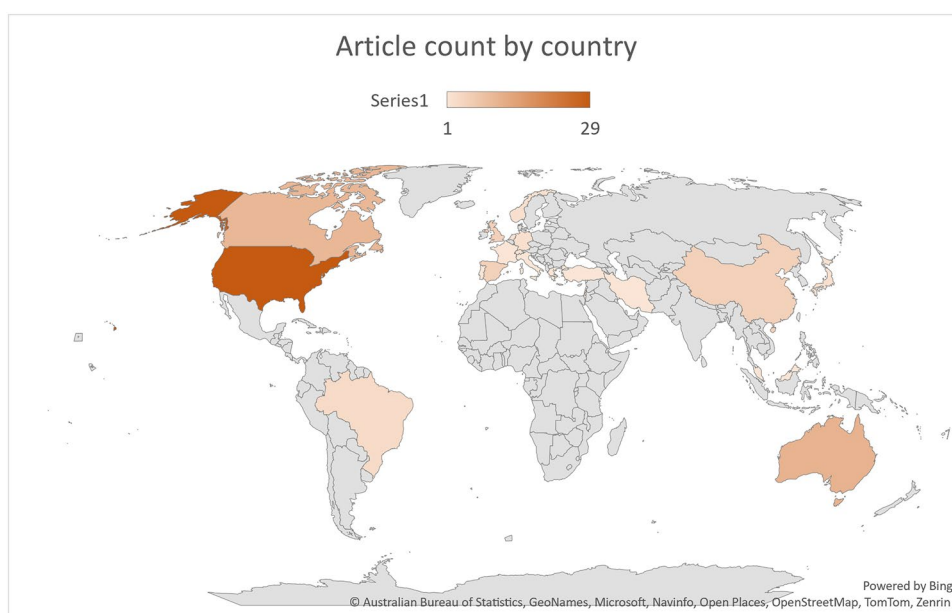 Article count by country
Series1
1 29
Powered by Bing
© Australian Bureau of Statistics, GeoNames, Microsoft, Navinfo, Open Places, OpenStreetMap, TomTom, Zenrin